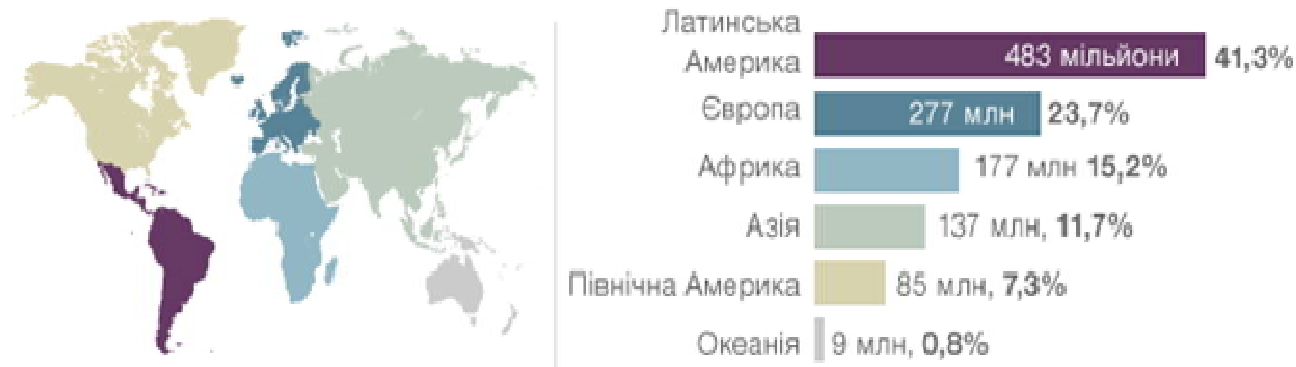 Латинська
Америка 483 мільйони 41,3%
Європа 277 млн 23,7%
Африка 177 млн 15,2%
Азія 137 млн, 11,7%
Північна Америка 85 млн, 7,3%
Океанія 9 млн, 0,8%